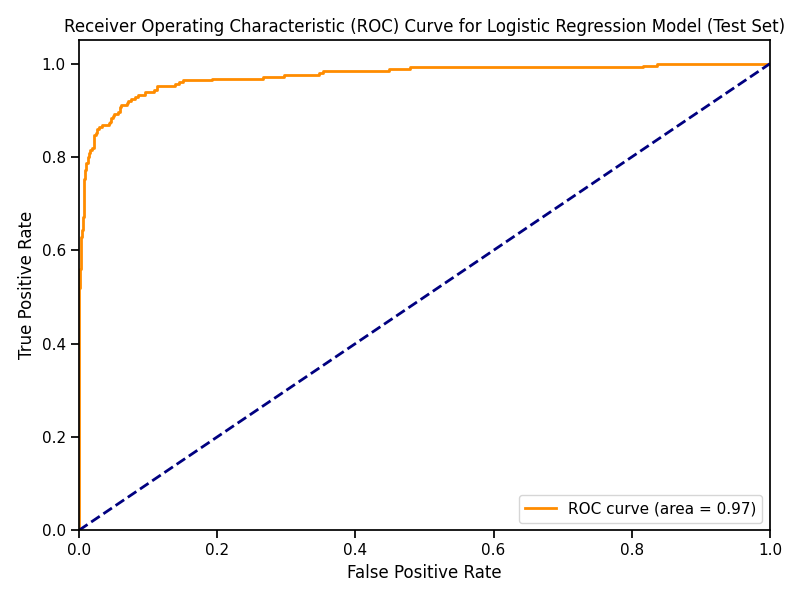 Receiver Operating Characteristic (ROC) Curve for Logistic Regression Model (Test Set)
True Positive Rate
1.0
0.8
0.6
0.4
0.2
0.0
ROC curve (area = 0.97)
0.0 0.2 0.4 0.6 0.8 1.0
False Positive Rate